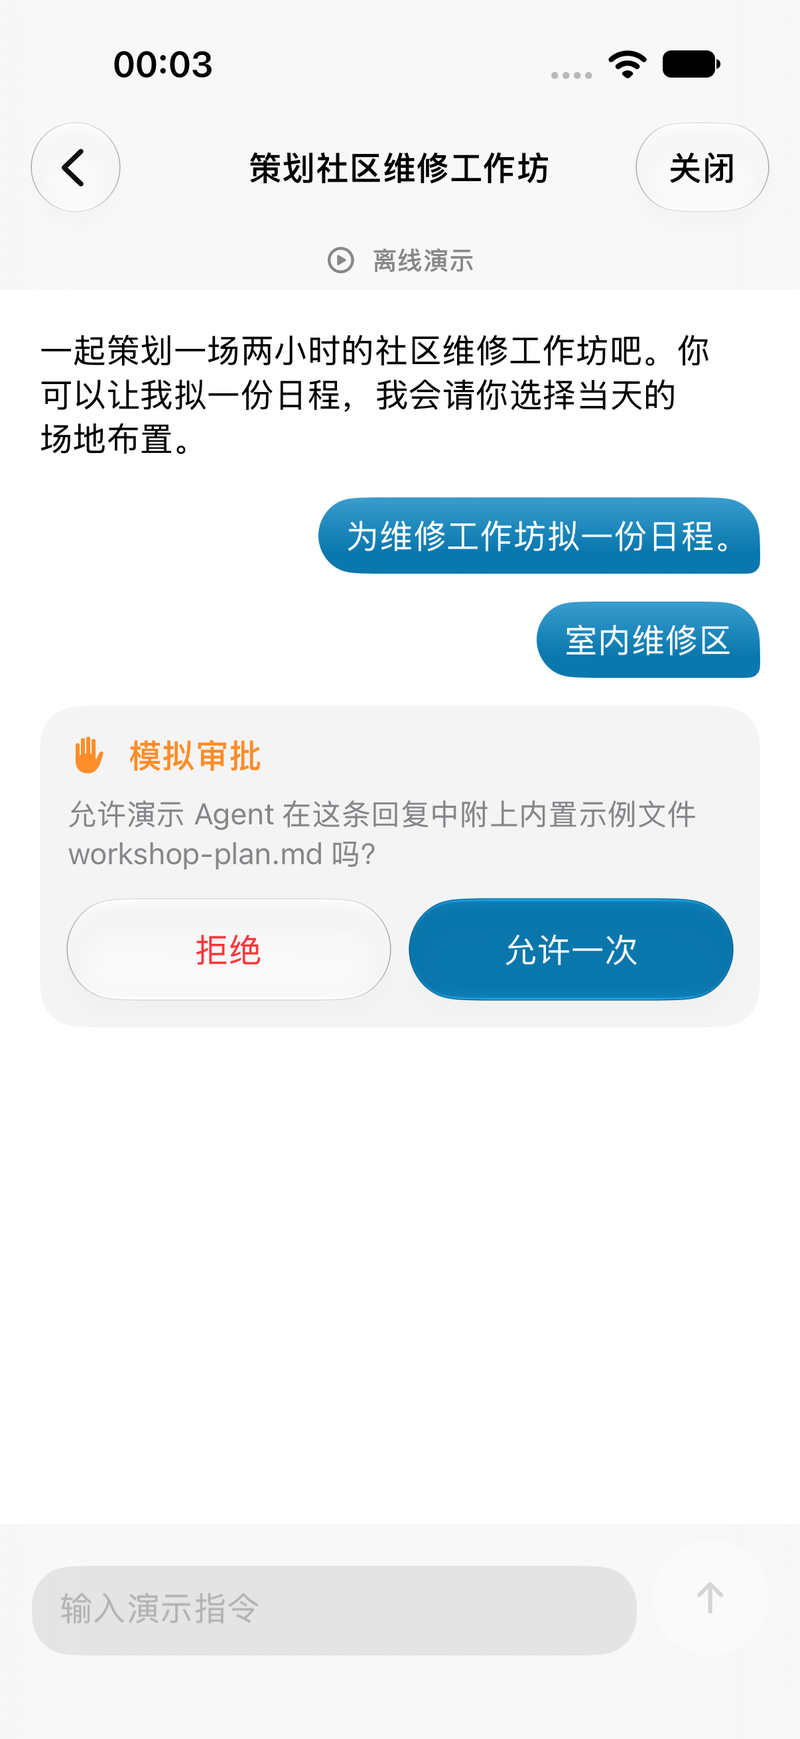 00:03
策划社区维修工作坊
关闭
离线演示
一起策划一场两小时的社区维修工作坊吧。你
可以让我拟一份日程，我会请你选择当天的
场地布置。
为维修工作坊拟一份日程。
室内维修区
模拟审批
允许演示 Agent 在这条回复中附上内置示例文件
workshop-plan.md 吗?
拒绝
允许一次
输入演示指令